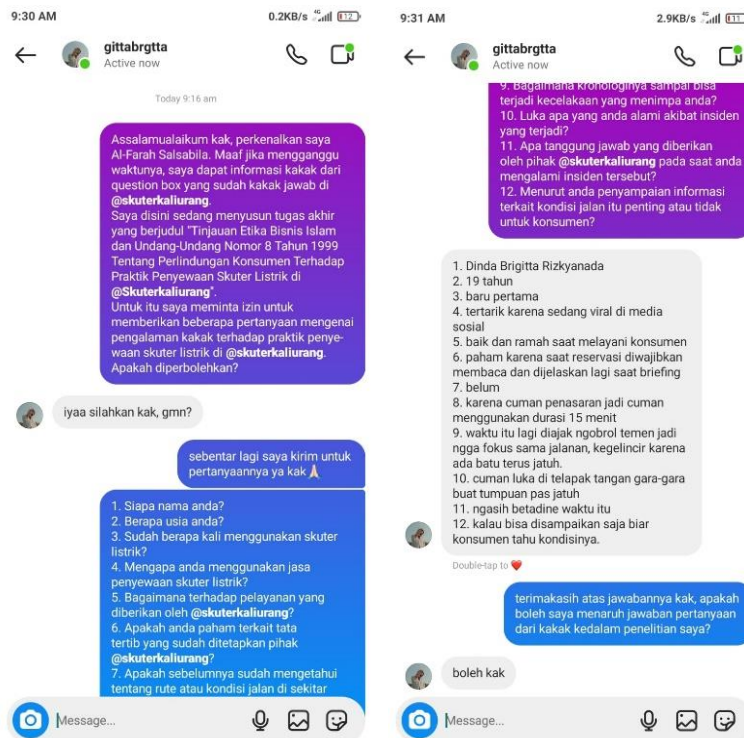 9:30 AM
0.2KB/s 4G 12
gittabrgtta
Active now
Today 9:16 am
Assalamualaikum kak, perkenalkan saya
Al-Farah Salsabila. Maaf jika mengganggu
waktunya, saya dapat informasi kakak dari
question box yang sudah kakak jawab di
@skuterkaliurang.
Saya disini sedang menyusun tugas akhir
yang berjudul "Tinjauan Etika Bisnis Islam
dan Undang-Undang Nomor 8 Tahun 1999
Tentang Perlindungan Konsumen Terhadap
Praktik Penyewaan Skuter Listrik di
@Skuterkaliurang".
Untuk itu saya meminta izin untuk
memberikan beberapa pertanyaan mengenai
pengalaman kakak terhadap praktik penye-
waan skuter listrik di @skuterkaliurang.
Apakah diperbolehkan?
iyaa silahkan kak, gmn?
sebentar lagi saya kirim untuk
pertanyaannya ya kak🙏🏻
1. Siapa nama anda?
2. Berapa usia anda?
3. Sudah berapa kali menggunakan skuter
listrik?
4. Mengapa anda menggunakan jasa
penyewaan skuter listrik?
5. Bagaimana terhadap pelayanan yang
diberikan oleh @skuterkaliurang?
6. Apakah anda paham terkait tata
tertib yang sudah ditetapkan pihak
@skuterkaliurang?
7. Apakah sebelumnya sudah mengetahui
tentang rute atau kondisi jalan di sekitar
Message...
9:31 AM
2.9KB/s 4G 11
gittabrgtta
Active now
9. Bagaimana kronologinya sampai bisa
terjadi kecelakaan yang menimpa anda?
10. Luka apa yang anda alami akibat insiden
yang terjadi?
11. Apa tanggung jawab yang diberikan
oleh pihak @skuterkaliurang pada saat anda
mengalami insiden tersebut?
12. Menurut anda penyampaian informasi
terkait kondisi jalan itu penting atau tidak
untuk konsumen?
1. Dinda Brigitta Rizkyanada
2. 19 tahun
3. baru pertama
4. tertarik karena sedang viral di media
sosial
5. baik dan ramah saat melayani konsumen
6. paham karena saat reservasi diwajibkan
membaca dan dijelaskan lagi saat briefing
7. belum
8. karena cuman penasaran jadi cuman
menggunakan durasi 15 menit
9. waktu itu lagi diajak ngobrol temen jadi
ngga fokus sama jalanan, kegelincir karena
ada batu terus jatuh.
10. cuman luka di telapak tangan gara-gara
buat tumpuan pas jatuh
11. ngasih betadine waktu itu
12. kalau bisa disampaikan saja biar
konsumen tahu kondisinya.
Double-tap to ❤️
terimakasih atas jawabannya kak, apakah
boleh saya menaruh jawaban pertanyaan
dari kakak kedalam penelitian saya?
boleh kak
Message...